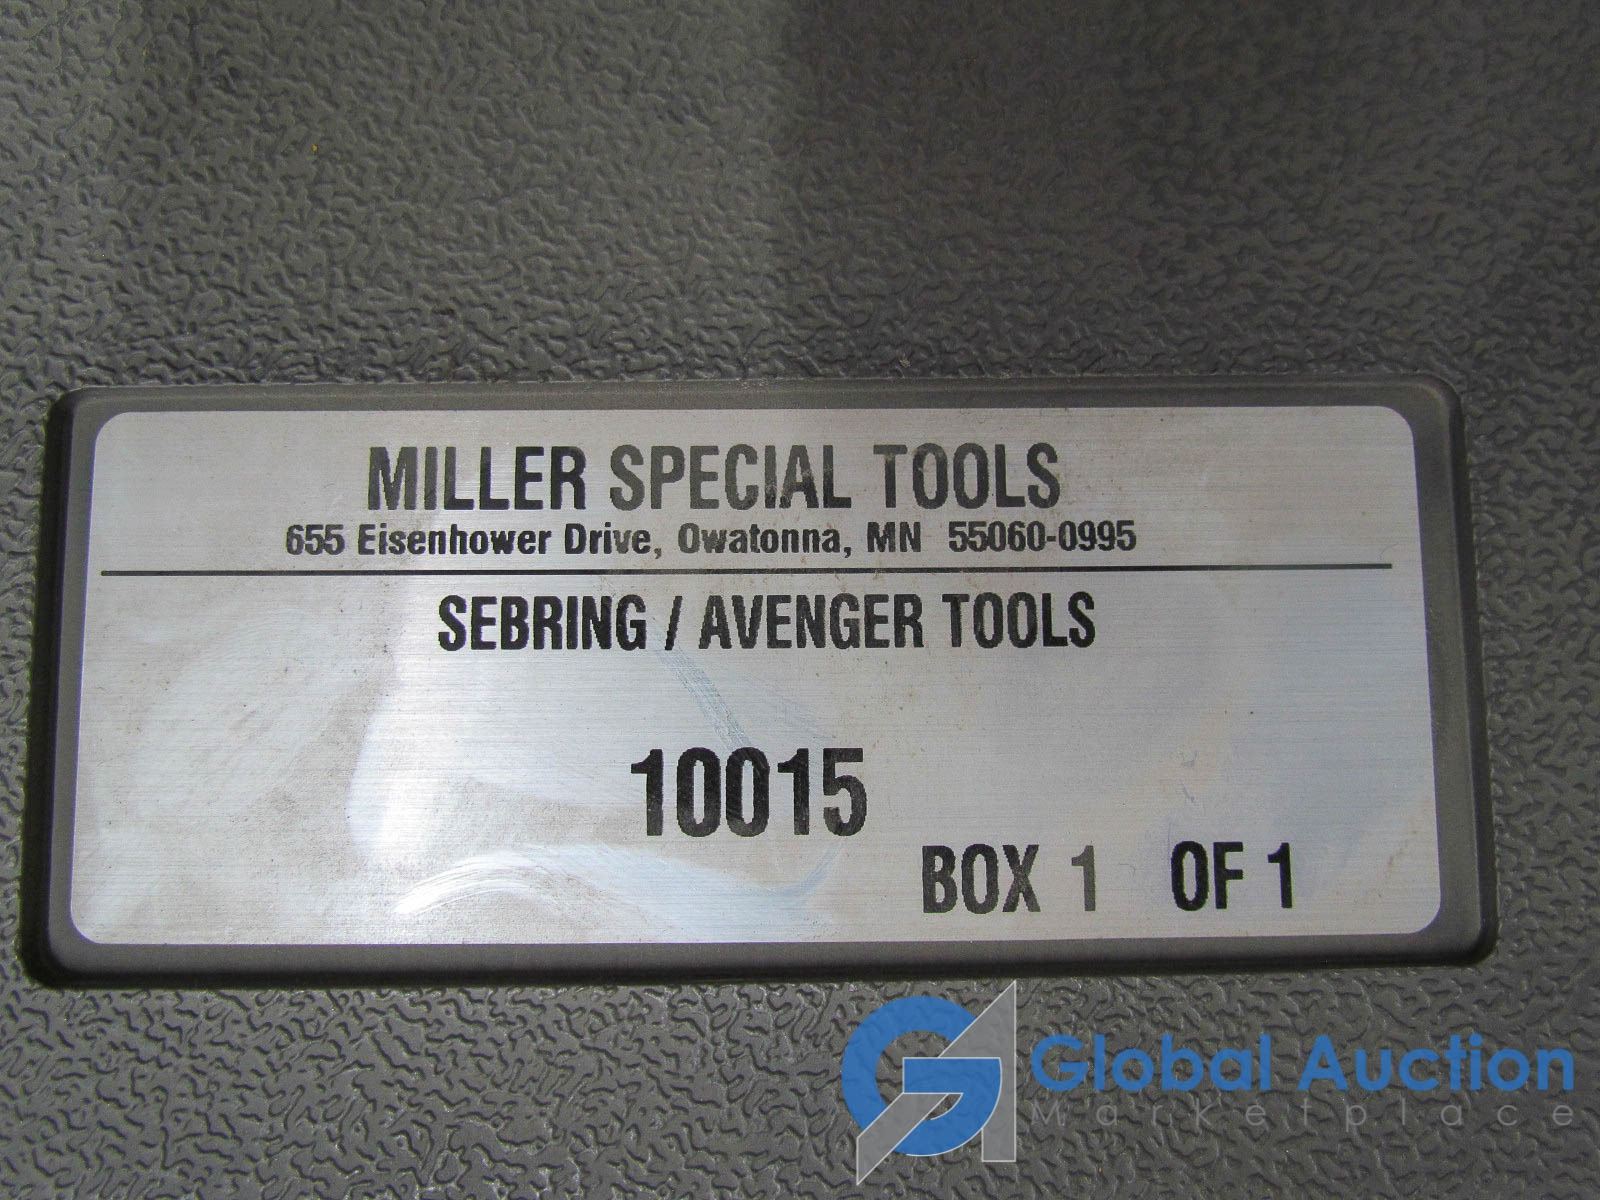 MILLER SPECIAL TOOLS
655 Eisenhower Drive, Owatonna, MN 55060-0995
SEBRING / AVENGER TOOLS
10015
BOX 1 OF 1
Global Auction
Marketplace